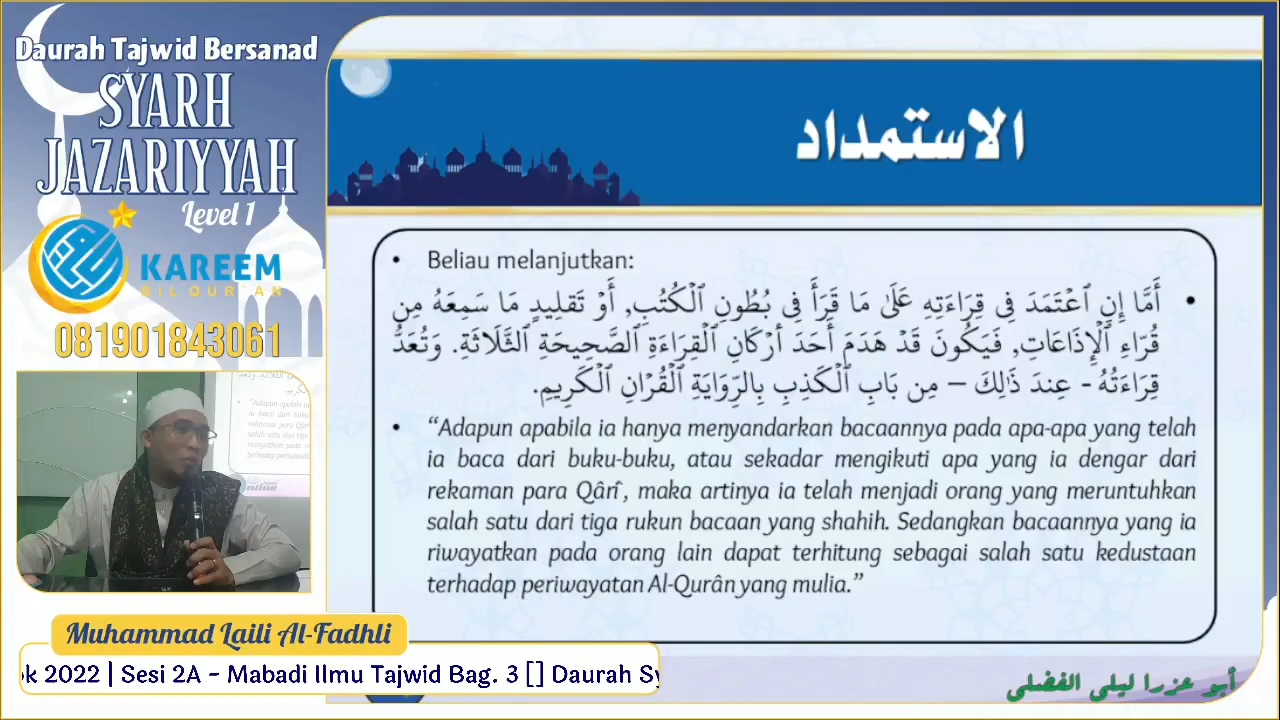 Daurah Tajwid Bersanad
SYARH
JAZARIYYAH
Level 1
KAREEM
BIL QUR`AN
081901843061
الاستمداد
• Beliau melanjutkan:
• أَمَّا إِنِ ٱعْتَمَدَ فِي قِرَاءَتِهِ عَلَىٰ مَا قَرَأَ فِي بُطُونِ ٱلْكُتُبِ, أَوْ تَقْلِيدِ مَا سَمِعَهُ مِن
قُرَّاءِ ٱلْإِذَاعَاتِ, فَيَكُونَ قَدْ هَدَمَ أَحَدَ أَرْكَانِ ٱلْقِرَاءَةِ ٱلصَّحِيحَةِ ٱلثَّلَاثَةِ. وَتُعَدُّ
قِرَاءَتُهُ - عِندَ ذَٰلِكَ – مِن بَابِ ٱلْكَذِبِ بِالرِّوَايَةِ ٱلْقُرْانِ ٱلْكَرِيمِ.
• “Adapun apabila ia hanya menyandarkan bacaannya pada apa-apa yang telah
ia baca dari buku-buku, atau sekadar mengikuti apa yang ia dengar dari
rekaman para Qâri`, maka artinya ia telah menjadi orang yang meruntuhkan
salah satu dari tiga rukun bacaan yang shahih. Sedangkan bacaannya yang ia
riwayatkan pada orang lain dapat terhitung sebagai salah satu kedustaan
terhadap periwayatan Al-Qurân yang mulia.”
Muhammad Laili Al-Fadhli
k 2022 | Sesi 2A - Mabadi Ilmu Tajwid Bag. 3 [] Daurah Sy
أبو عزرا ليلى الفضلى